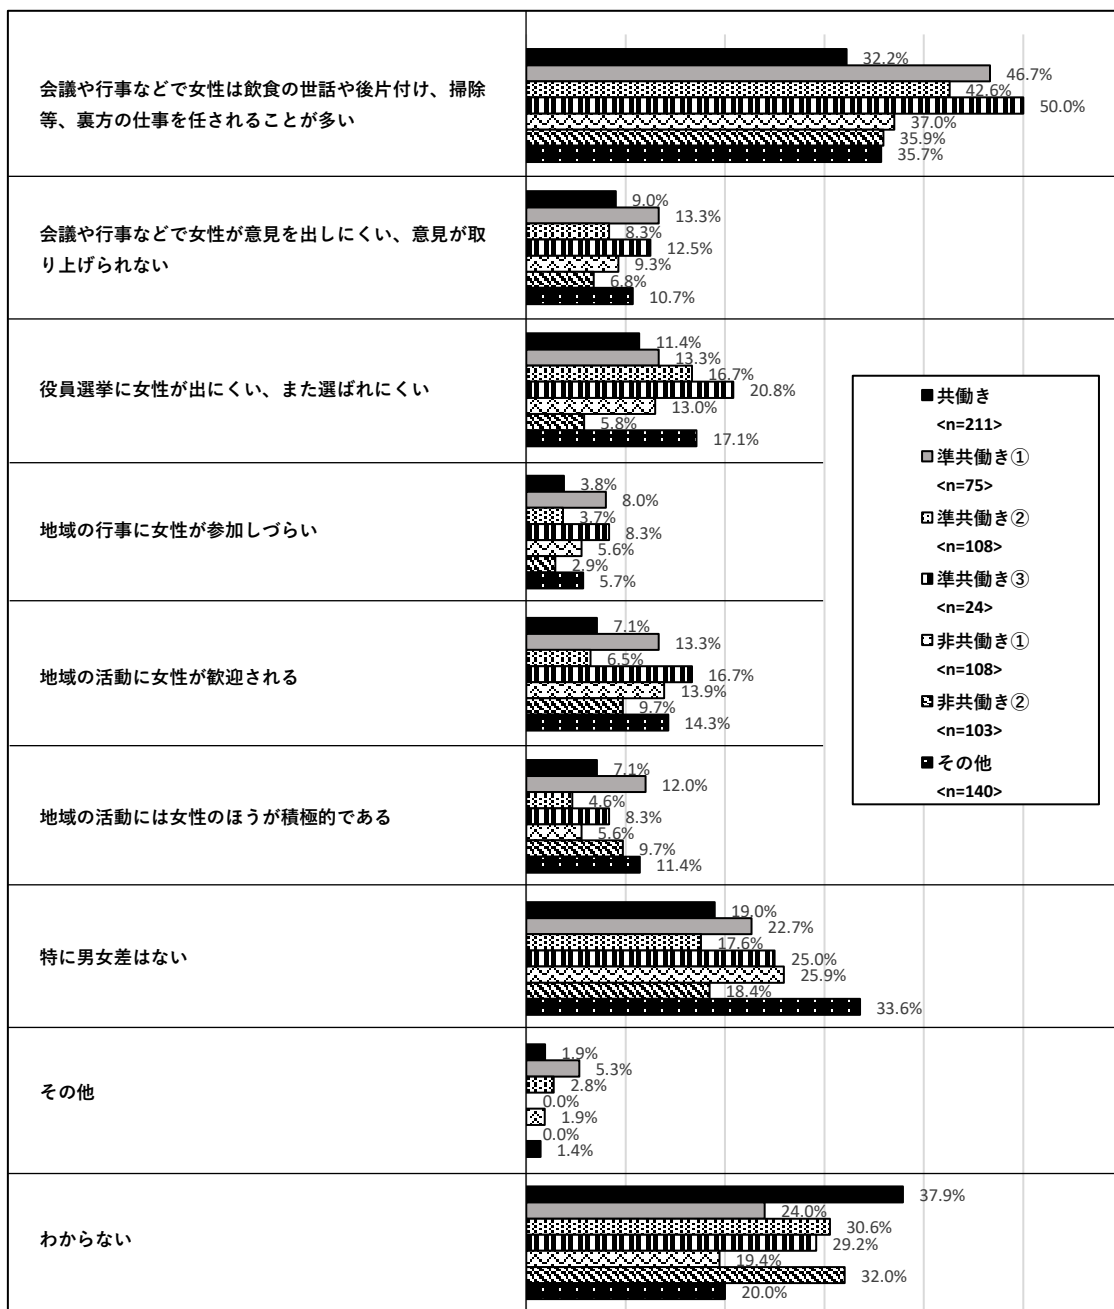 会議や行事などで女性は飲食の世話や後片付け、掃除
等、裏方の仕事を任されることが多い
32.2%
46.7%
42.6%
50.0%
37.0%
35.9%
35.7%
会議や行事などで女性が意見を出しにくい、意見が取
り上げられない
9.0%
13.3%
8.3%
12.5%
9.3%
6.8%
10.7%
役員選挙に女性が出にくい、また選ばれにくい
11.4%
13.3%
16.7%
20.8%
13.0%
5.8%
17.1%
地域の行事に女性が参加しづらい
3.8%
8.0%
3.7%
8.3%
5.6%
2.9%
5.7%
地域の活動に女性が歓迎される
7.1%
13.3%
6.5%
16.7%
13.9%
9.7%
14.3%
地域の活動には女性のほうが積極的である
7.1%
12.0%
4.6%
8.3%
5.6%
9.7%
11.4%
特に男女差はない
19.0%
22.7%
17.6%
25.0%
25.9%
18.4%
33.6%
その他
1.9%
5.3%
2.8%
0.0%
1.9%
0.0%
1.4%
わからない
37.9%
24.0%
30.6%
29.2%
19.4%
32.0%
20.0%
共働き
<n=211>
準共働き①
<n=75>
準共働き②
<n=108>
準共働き③
<n=24>
非共働き①
<n=108>
非共働き②
<n=103>
その他
<n=140>